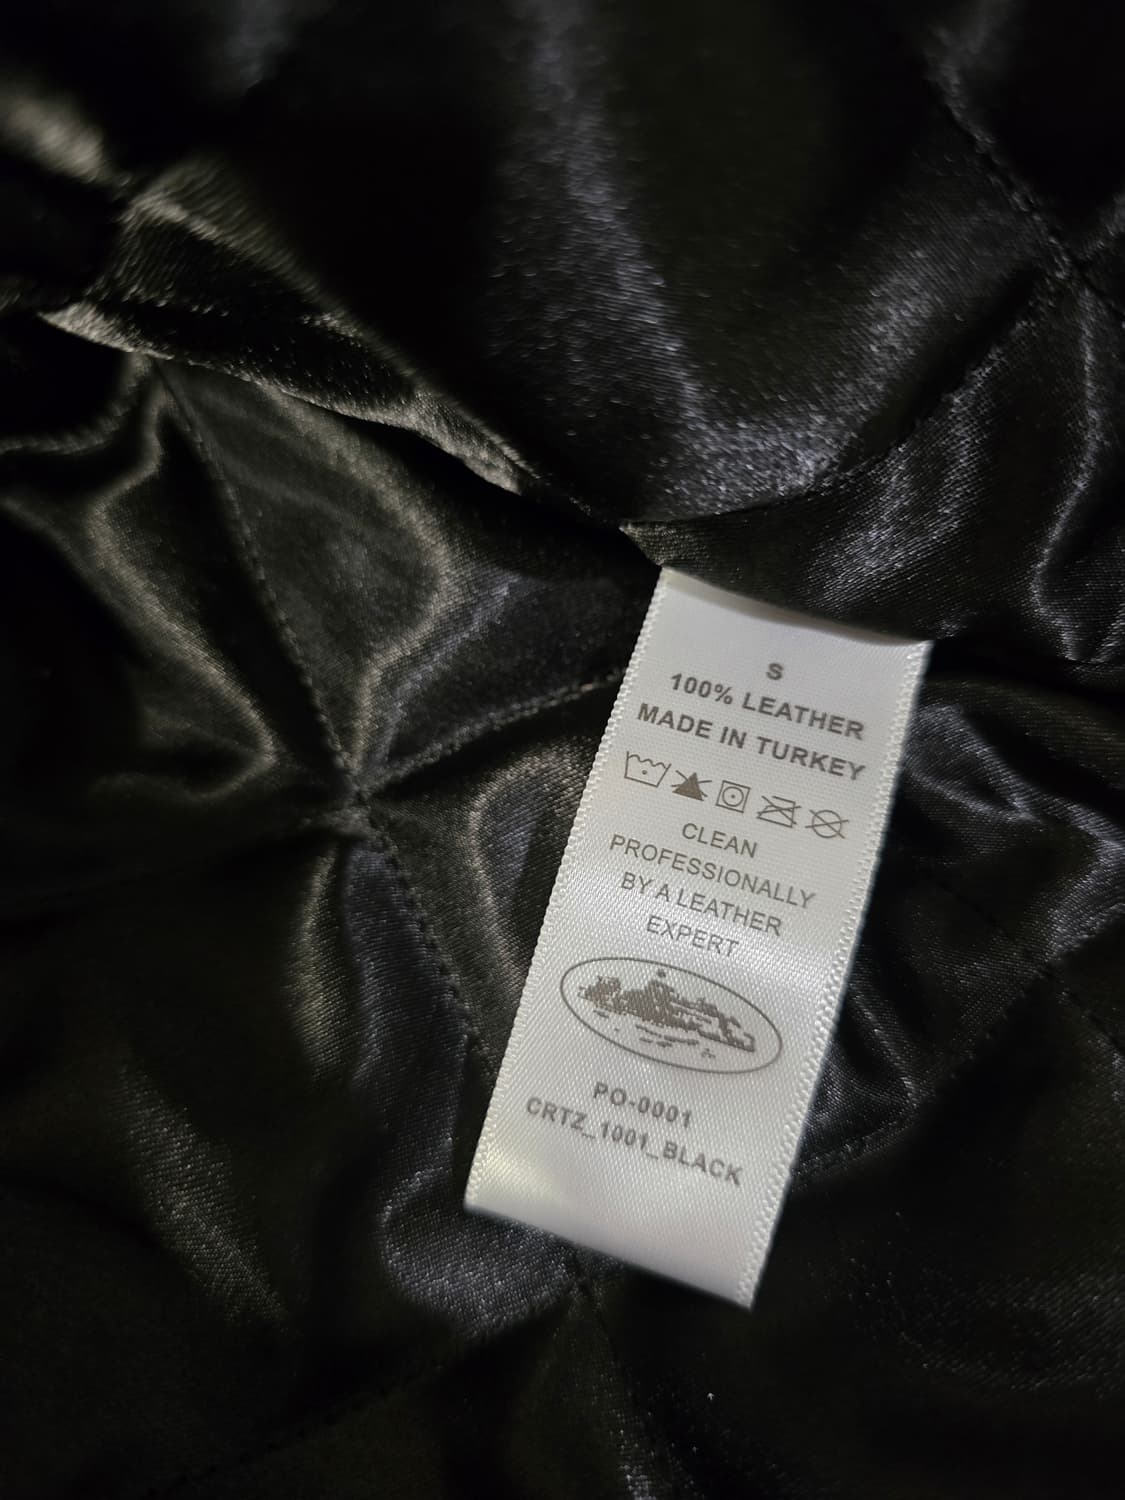 S
100% LEATHER
MADE IN TURKEY
CLEAN
PROFESSIONALLY
BY A LEATHER
EXPERT
PO-0001
CRTZ_1001_BLACK